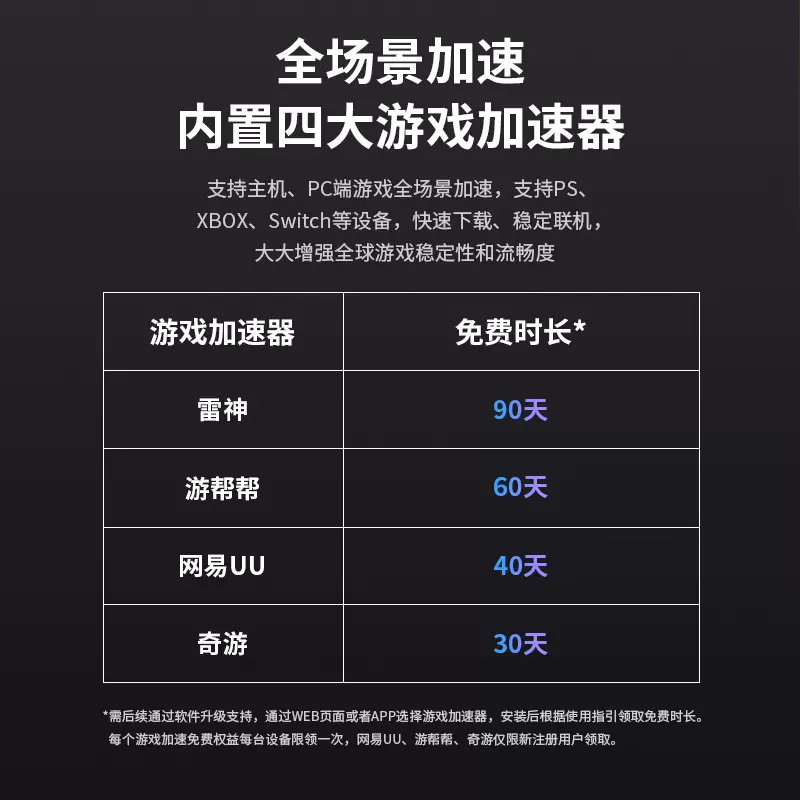 全场景加速
内置四大游戏加速器
支持主机、PC端游戏全场景加速，支持PS、
XBOX、Switch等设备，快速下载、稳定联机，
大大增强全球游戏稳定性和流畅度
游戏加速器 免费时长*
雷神 90天
游帮帮 60天
网易UU 40天
奇游 30天
*需后续通过软件升级支持，通过WEB页面或者APP选择游戏加速器，安装后根据使用指引领取免费时长。
每个游戏加速免费权益每台设备限领一次，网易UU、游帮帮、奇游仅限新注册用户领取。